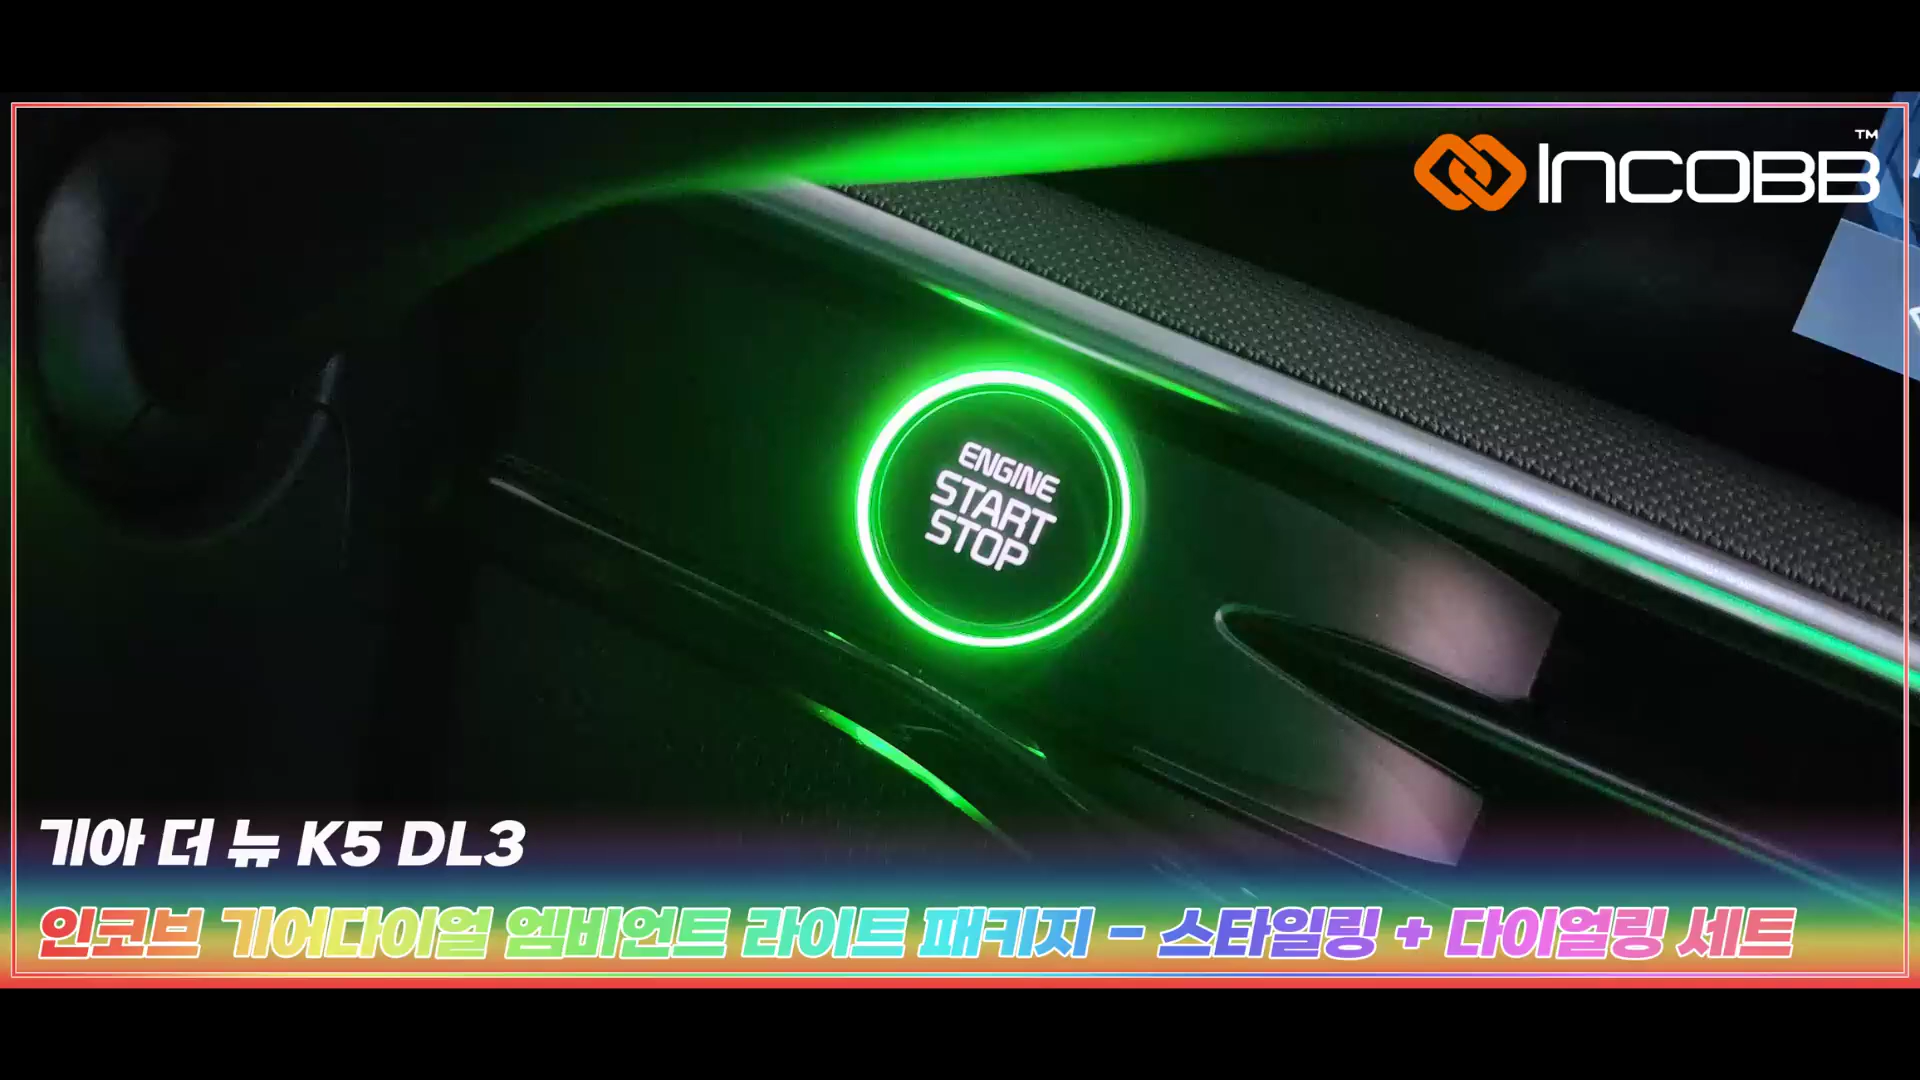 INCOBB™
ENGINE
START
STOP
기아 더 뉴 K5 DL3
인코브 기어다이얼 엠비언트 라이트 패키지 - 스타일링 + 다이얼링 세트